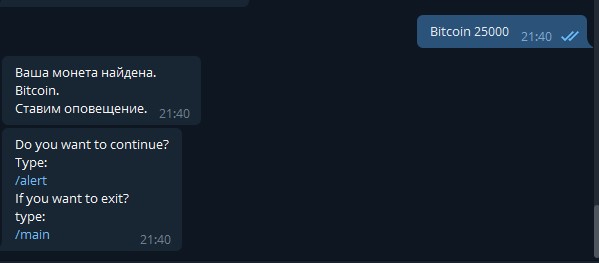 Bitcoin 25000
21:40
Ваша монета найдена.
Bitcoin.
Ставим оповещение.
21:40
Do you want to continue?
Type:
/alert
If you want to exit?
type:
/main
21:40